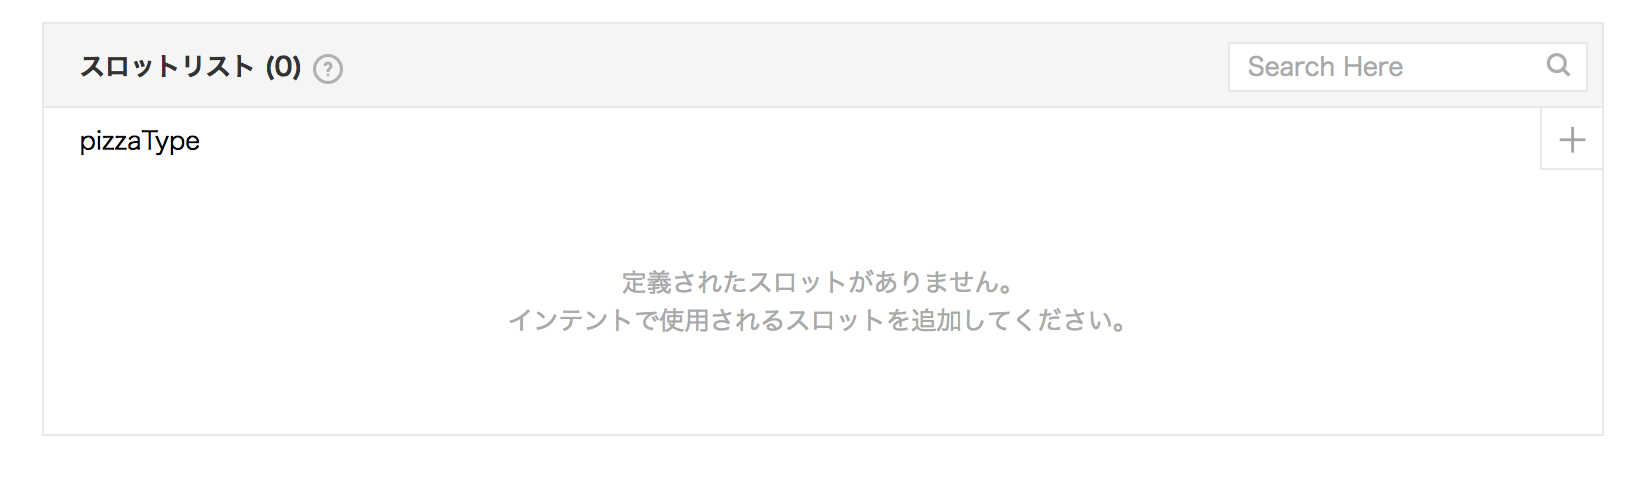 スロットリスト (0) ?
Search Here
pizzaType
定義されたスロットがありません。
インテントで使用されるスロットを追加してください。